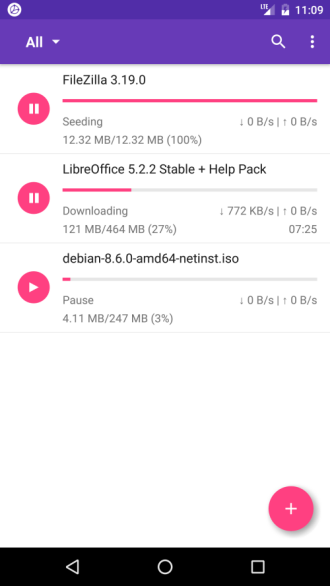 LTE 11:09
All
FileZilla 3.19.0
Seeding ↓ 0 B/s | ↑ 0 B/s
12.32 MB/12.32 MB (100%)
LibreOffice 5.2.2 Stable + Help Pack
Downloading ↓ 772 KB/s | ↑ 0 B/s
121 MB/464 MB (27%) 07:25
debian-8.6.0-amd64-netinst.iso
Pause ↓ 0 B/s | ↑ 0 B/s
4.11 MB/247 MB (3%)